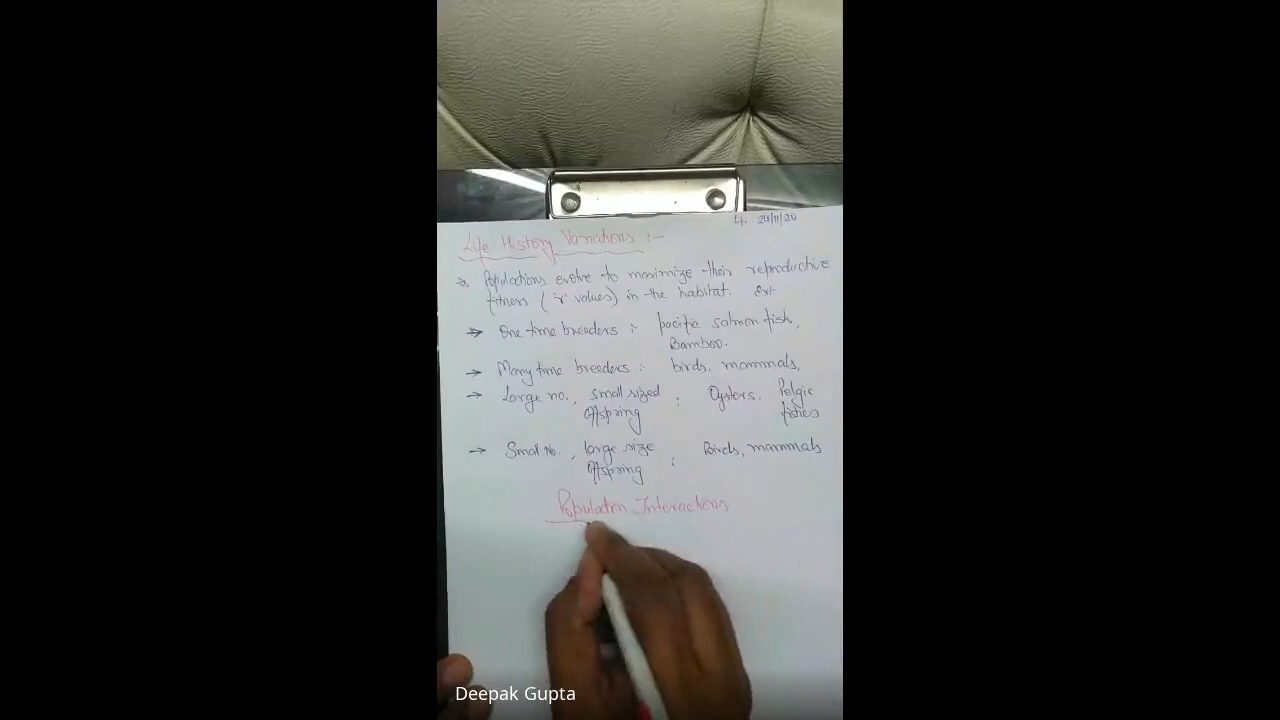 4. 24/11/20
Life History Variations :-
Populations evolve to maximize their reproductive
fitness ('r' values) in the habitat. Ex:
→ One time breeders :- pacific salmon fish,
Bamboo.
→ Many time breeders :- birds, mammals,
→ Large no., small sized : Oysters. Pelgic
offspring fishes
→ Small No., large size : Birds, mammals
offspring
Population Interactions
Deepak Gupta